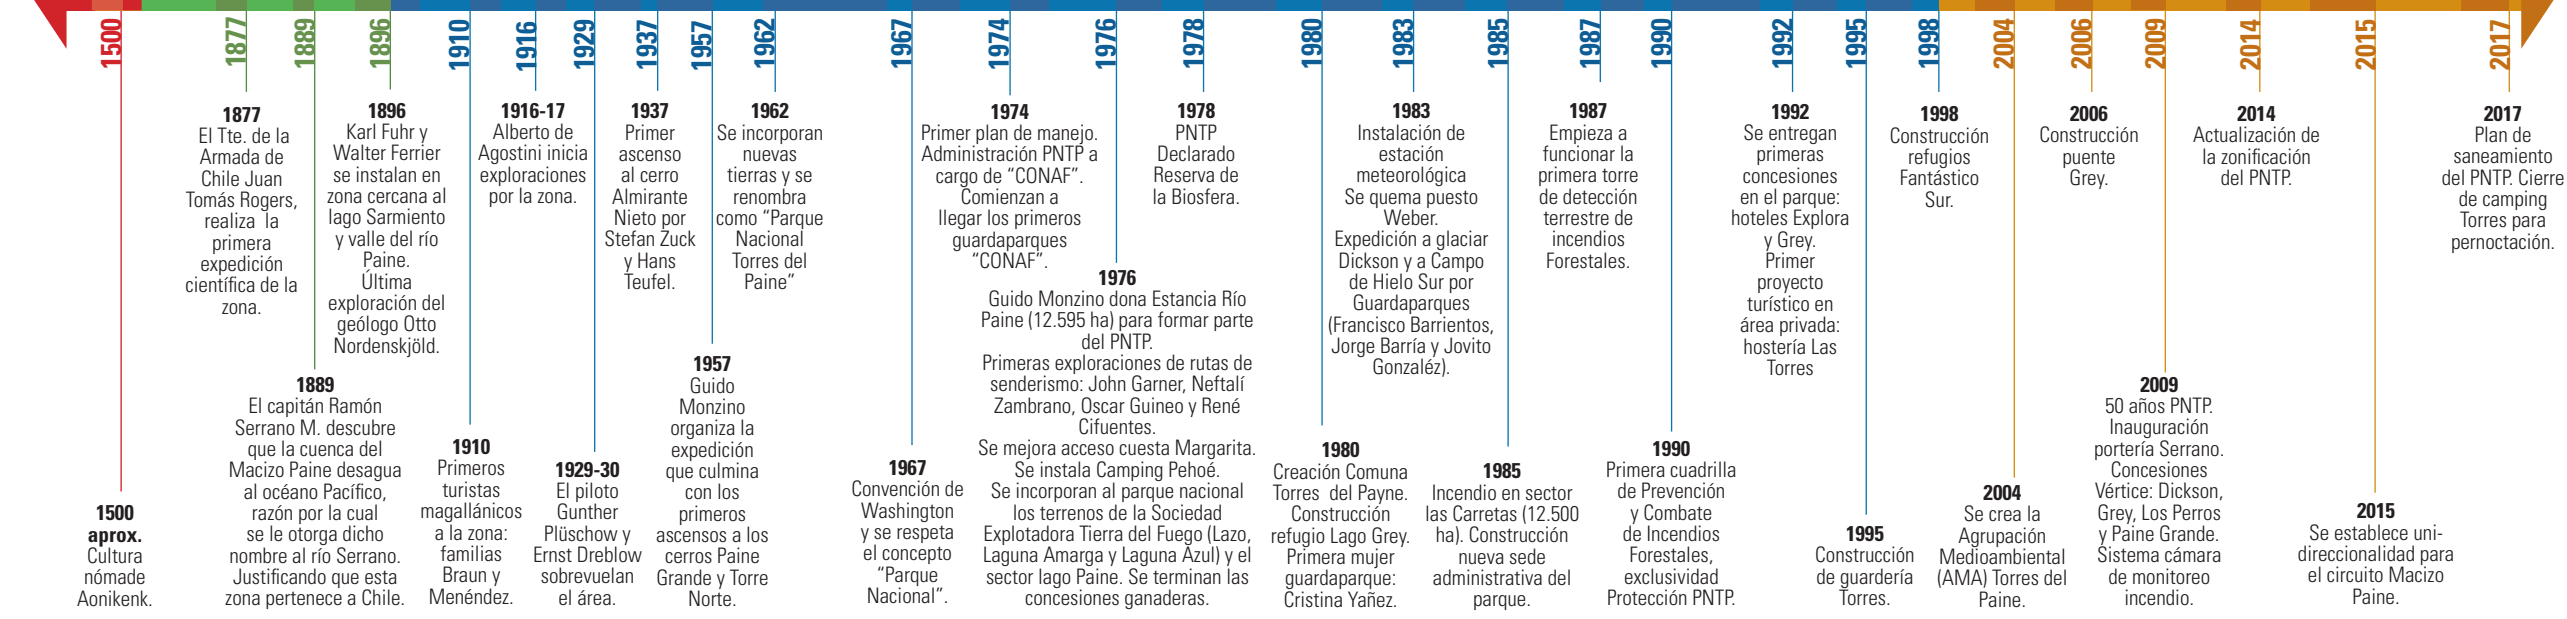 1500
1877
1889
1896
1910
1916
1929
1937
1957
1962
1967
1974
1976
1978
1980
1983
1985
1987
1990
1992
1995
1998
2004
2006
2009
2014
2015
2017
1500
aprox.
Cultura
nómade
Aonikenk.
1877
El Tte. de la
Armada de
Chile Juan
Tomás Rogers,
realiza la
primera
expedición
científica de la
zona.
1889
El capitán Ramón
Serrano M. descubre
que la cuenca del
Macizo Paine desagua
al océano Pacífico,
razón por la cual
se le otorga dicho
nombre al río Serrano.
Justificando que esta
zona pertenece a Chile.
1896
Karl Fuhr y
Walter Ferrier
se instalan en
zona cercana al
lago Sarmiento
y valle del río
Paine.
Última
exploración del
geólogo Otto
Nordenskjöld.
1910
Primeros
turistas
magallánicos
a la zona:
familias
Braun y
Menéndez.
1916-17
Alberto de
Agostini inicia
exploraciones
por la zona.
1929-30
El piloto
Gunther
Plüschow y
Ernst Dreblow
sobrevuelan
el área.
1937
Primer
ascenso
al cerro
Almirante
Nieto por
Stefan Zuck
y Hans
Teufel.
1957
Guido
Monzino
organiza la
expedición
que culmina
con los
primeros
ascensos a los
cerros Paine
Grande y Torre
Norte.
1962
Se incorporan
nuevas
tierras y se
renombra
como “Parque
Nacional
Torres del
Paine”
1967
Convención de
Washington
y se respeta
el concepto
“Parque
Nacional”.
1974
Primer plan de manejo.
Administración PNTP a
cargo de “CONAF”.
Comienzan a
llegar los primeros
guardaparques
“CONAF”.
1976
Guido Monzino dona Estancia Río
Paine (12.595 ha) para formar parte
del PNTP.
Primeras exploraciones de rutas de
senderismo: John Garner, Neftalí
Zambrano, Oscar Guineo y René
Cifuentes.
Se mejora acceso cuesta Margarita.
Se instala Camping Pehoé.
Se incorporan al parque nacional
los terrenos de la Sociedad
Explotadora Tierra del Fuego (Lazo,
Laguna Amarga y Laguna Azul) y el
sector lago Paine. Se terminan las
concesiones ganaderas.
1978
PNTP
Declarado
Reserva de
la Biosfera.
1980
Creación Comuna
Torres del Payne.
Construcción
refugio Lago Grey.
Primera mujer
guardaparque:
Cristina Yañez.
1983
Instalación de
estación
meteorológica
Se quema puesto
Weber.
Expedición a glaciar
Dickson y a Campo
de Hielo Sur por
Guardaparques
(Francisco Barrientos,
Jorge Barría y Jovito
Gonzaléz).
1985
Incendio en sector
las Carretas (12.500
ha). Construcción
nueva sede
administrativa del
parque.
1987
Empieza a
funcionar la
primera torre
de detección
terrestre de
incendios
Forestales.
1990
Primera cuadrilla
de Prevención
y Combate
de Incendios
Forestales,
exclusividad
Protección PNTP.
1992
Se entregan
primeras
concesiones
en el parque:
hoteles Explora
y Grey.
Primer
proyecto
turístico en
área privada:
hostería Las
Torres
1995
Construcción
de guardería
Torres.
1998
Construcción
refugios
Fantástico
Sur.
2004
Se crea la
Agrupación
Medioambiental
(AMA) Torres del
Paine.
2006
Construcción
puente
Grey.
2009
50 años PNTP.
Inauguración
portería Serrano.
Concesiones
Vértice: Dickson,
Grey, Los Perros
y Paine Grande.
Sistema cámara
de monitoreo
incendio.
2014
Actualización de
la zonificación
del PNTP.
2015
Se establece uni-
direccionalidad para
el circuito Macizo
Paine.
2017
Plan de
saneamiento
del PNTP. Cierre
de camping
Torres para
pernoctación.